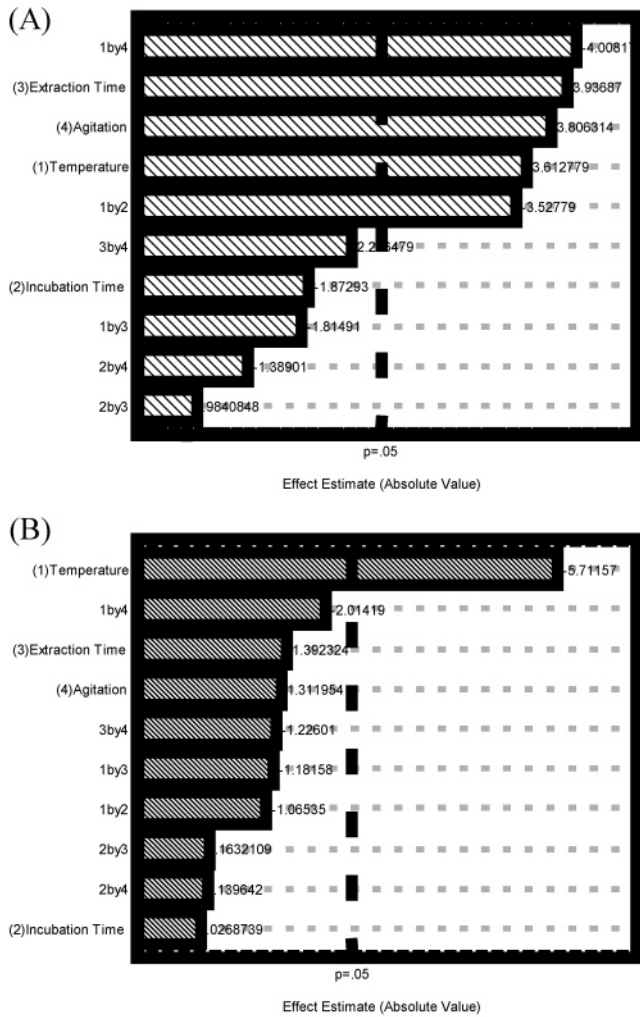 (A)
1by4 -4.00817
(3)Extraction Time 3.93687
(4)Agitation 3.806314
(1)Temperature 3.612779
1by2 -3.52779
3by4
(2)Incubation Time -1.87293
1by3 -1.81491
2by4 -1.38901
2by3 .9840848
p=.05
Effect Estimate (Absolute Value)
(B)
(1)Temperature -5.71157
1by4 -2.01419
(3)Extraction Time 1.392324
(4)Agitation 1.311954
3by4 -1.22601
1by3 -1.18158
1by2 -1.06535
2by3 .1632109
2by4 .139642
(2)Incubation Time .0268739
p=.05
Effect Estimate (Absolute Value)